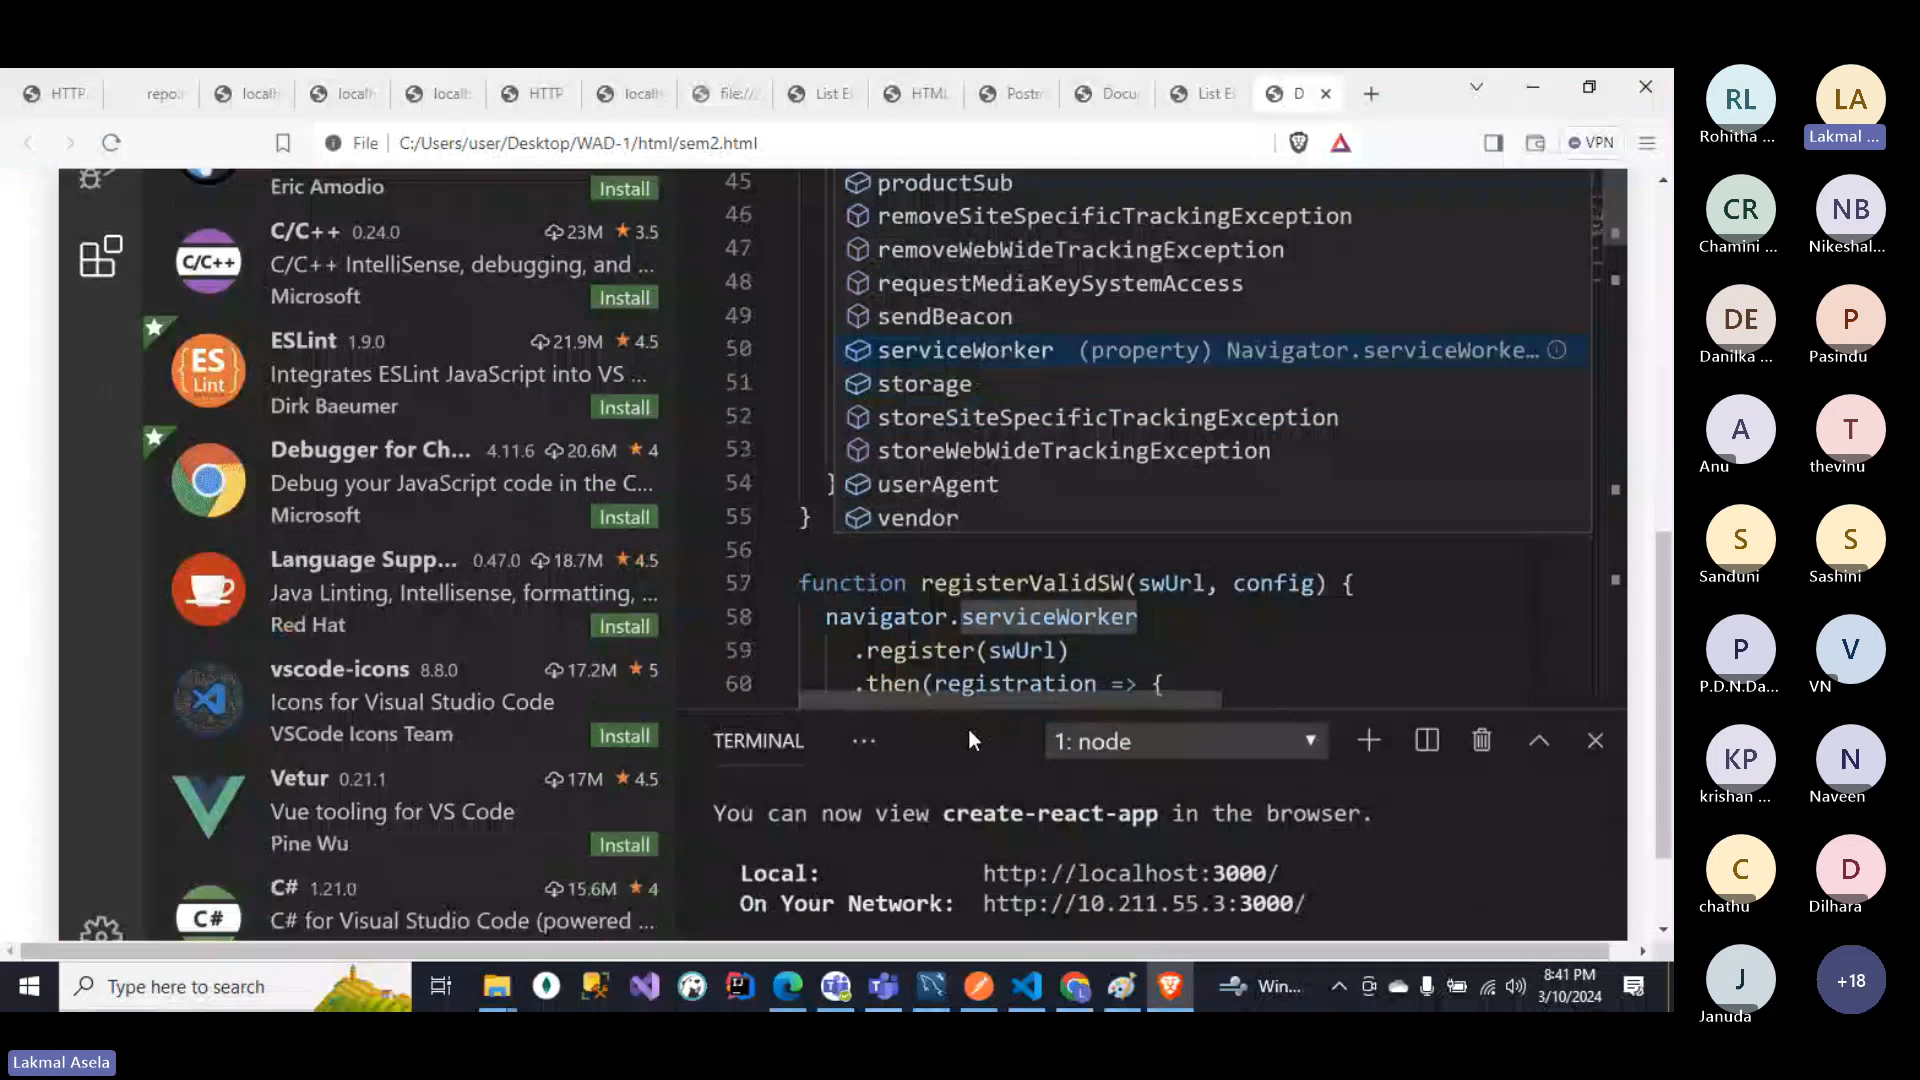 HTTP
repo.
localh
localh
local
HTTP
localh
file://
List E
HTML
Postm
Docu
List E
D
File
C:/Users/user/Desktop/WAD-1/html/sem2.html
VPN
Eric Amodio
Install
C/C++
C/C++ 0.24.0 23M 3.5
C/C++ IntelliSense, debugging, and ...
Microsoft
Install
ES
Lint
ESLint 1.9.0 21.9M 4.5
Integrates ESLint JavaScript into VS ...
Dirk Baeumer
Install
Debugger for Ch... 4.11.6 20.6M 4
Debug your JavaScript code in the C...
Microsoft
Install
Language Supp... 0.47.0 18.7M 4.5
Java Linting, Intellisense, formatting, ...
Red Hat
Install
vscode-icons 8.8.0 17.2M 5
Icons for Visual Studio Code
VSCode Icons Team
Install
Vetur 0.21.1 17M 4.5
Vue tooling for VS Code
Pine Wu
Install
C#
C# 1.21.0 15.6M 4
C# for Visual Studio Code (powered ...
45 productSub
46 removeSiteSpecificTrackingException
47 removeWebWideTrackingException
48 requestMediaKeySystemAccess
49 sendBeacon
50 serviceWorker (property) Navigator.serviceWorke...
51 storage
52 storeSiteSpecificTrackingException
53 storeWebWideTrackingException
54 } userAgent
55 } vendor
56
57 function registerValidSW(swUrl, config) {
58 navigator.serviceWorker
59 .register(swUrl)
60 .then(registration => {
TERMINAL ... 1: node
You can now view create-react-app in the browser.
Local: http://localhost:3000/
On Your Network: http://10.211.55.3:3000/
Type here to search
Win...
8:41 PM
3/10/2024
RL
Rohitha ...
LA
Lakmal ...
CR
Chamini ...
NB
Nikeshal...
DE
Danilka ...
P
Pasindu
A
Anu
T
thevinu
S
Sanduni
S
Sashini
P
P.D.N.Da...
V
VN
KP
krishan ...
N
Naveen
C
chathu
D
Dilhara
J
Januda
+18
Lakmal Asela